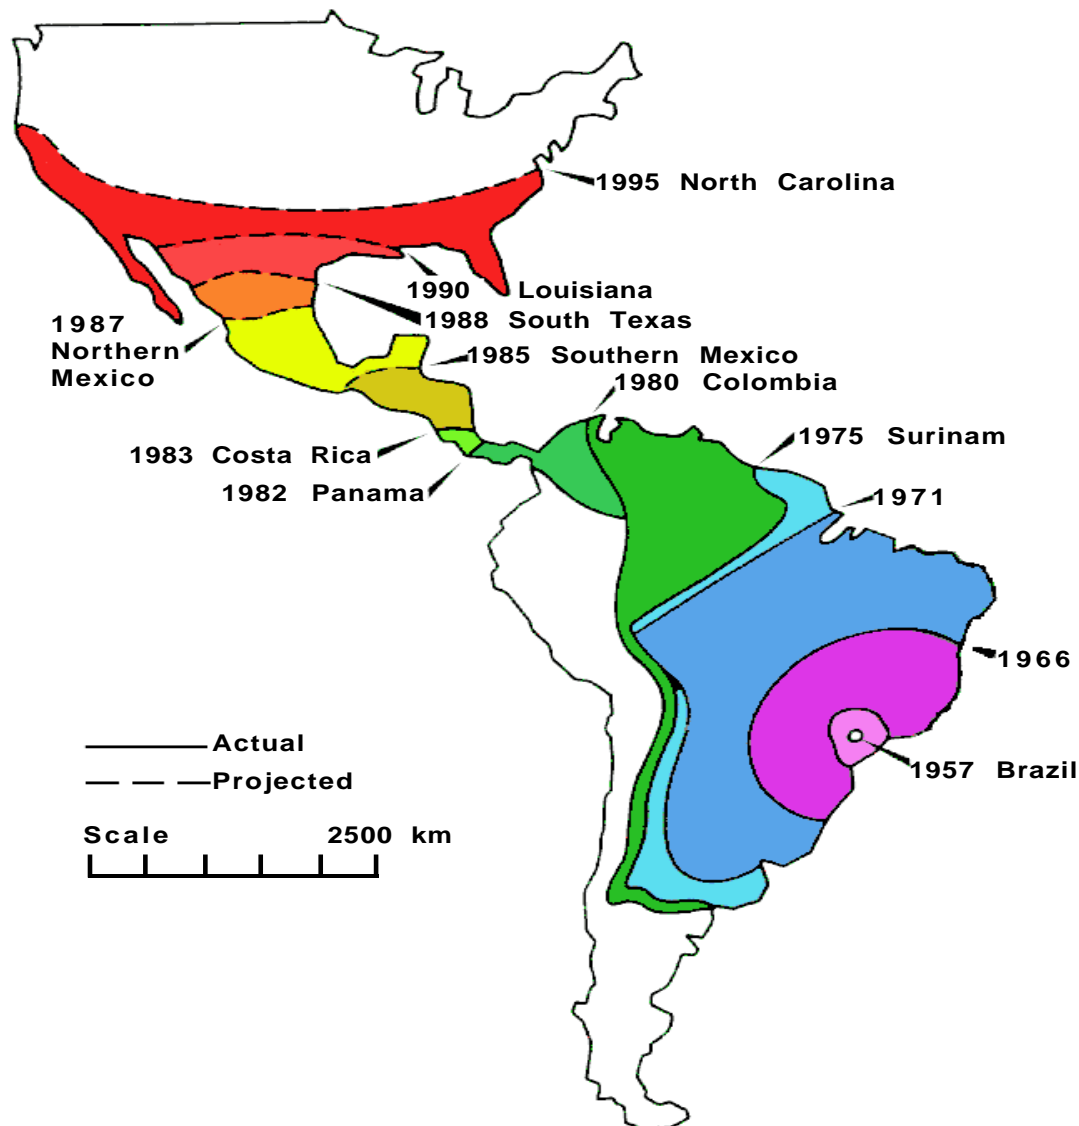 1995 North Carolina
1990 Louisiana
1988 South Texas
1987
Northern
Mexico
1985 Southern Mexico
1980 Colombia
1975 Surinam
1983 Costa Rica
1982 Panama
1971
1966
Actual
1957 Brazil
Projected
Scale 2500 km